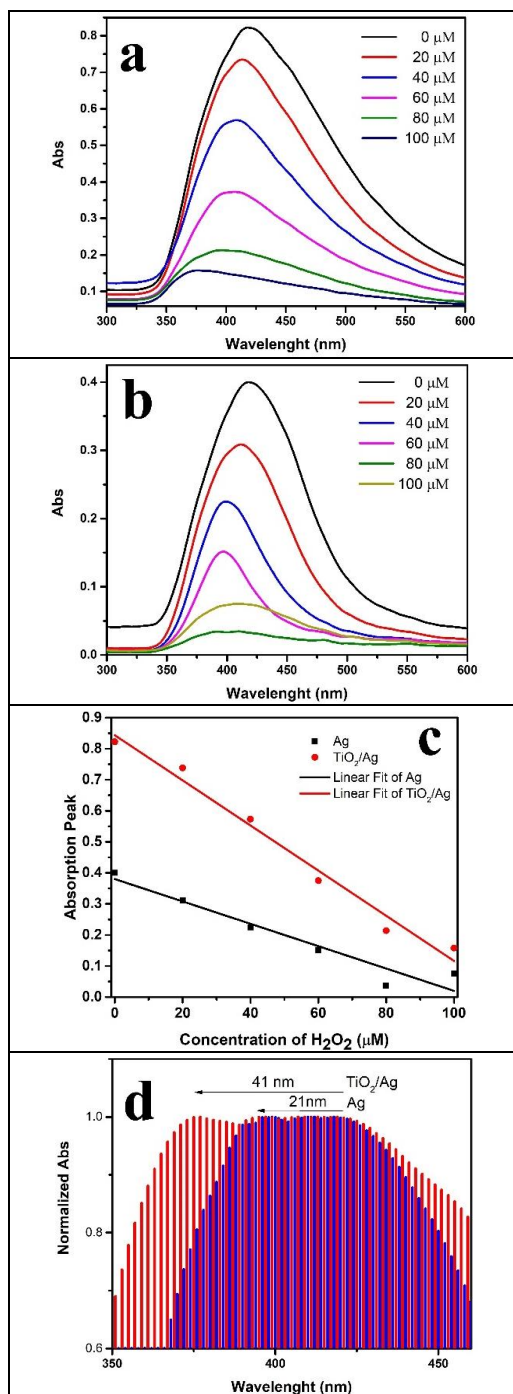 a
0 μM
20 μM
40 μM
60 μM
80 μM
100 μM
0.8
0.7
0.6
0.5
0.4
0.3
0.2
0.1
Abs
300 350 400 450 500 550 600
Wavelenght (nm)
b
0 μM
20 μM
40 μM
60 μM
80 μM
100 μM
0.4
0.3
0.2
0.1
0.0
Abs
300 350 400 450 500 550 600
Wavelenght (nm)
c
Ag
TiO₂/Ag
Linear Fit of Ag
Linear Fit of TiO₂/Ag
0.9
0.8
0.7
0.6
0.5
0.4
0.3
0.2
0.1
0.0
Absorption Peak
0 20 40 60 80 100
Concentration of H₂O₂ (μM)
d
41 nm TiO₂/Ag
21nm Ag
1.0
0.8
0.6
Normalized Abs
350 400 450
Wavelenght (nm)